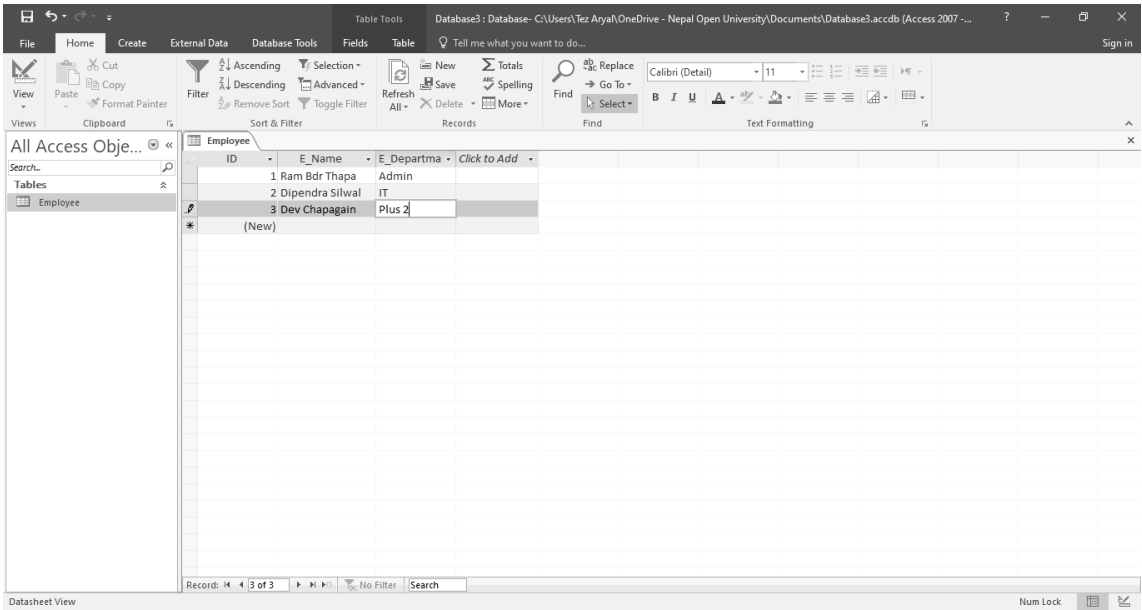 Table Tools Database3 : Database- C:\Users\Tez Aryal\OneDrive - Nepal Open University\Documents\Database3.accdb (Access 2007 -... ?
File Home Create External Data Database Tools Fields Table Tell me what you want to do... Sign in
View
Paste
Cut
Copy
Format Painter
Filter
Ascending
Descending
Remove Sort
Selection
Advanced
Toggle Filter
Refresh
All
New
Save
Delete
Totals
Spelling
More
Find
Replace
Go To
Select
Calibri (Detail) 11
B I U A
Views Clipboard Sort & Filter Records Find Text Formatting
All Access Obje...
Search...
Tables
Employee
Employee
ID E_Name E_Departma Click to Add
1 Ram Bdr Thapa Admin
2 Dipendra Silwal IT
3 Dev Chapagain Plus 2
(New)
Record: 3 of 3 No Filter Search
Datasheet View Num Lock